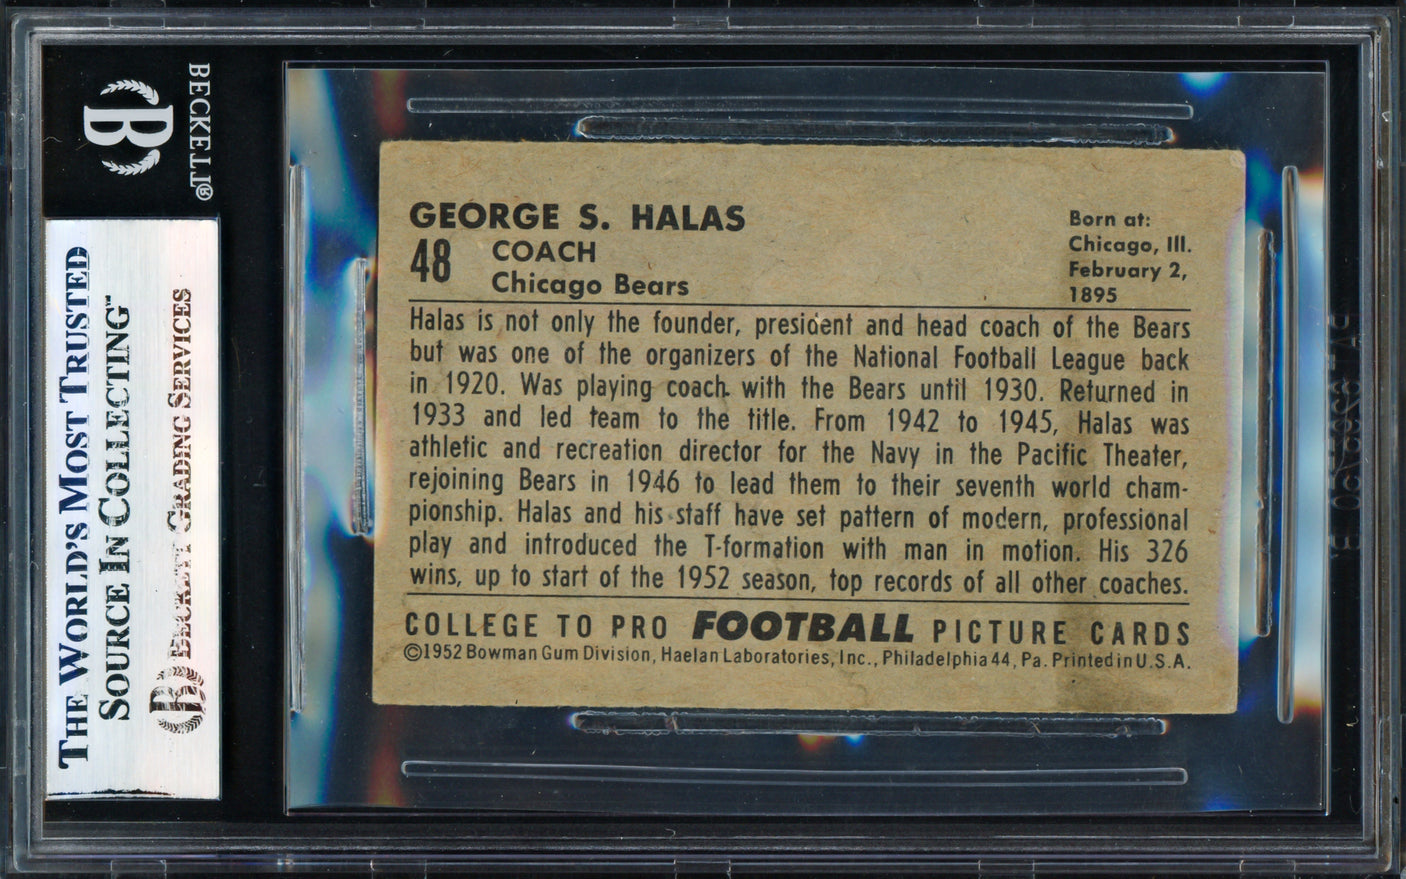 BECKETT®
THE WORLD'S MOST TRUSTED
SOURCE IN COLLECTING™
BECKETT GRADING SERVICES
GEORGE S. HALAS
48
COACH
Chicago Bears
Born at:
Chicago, Ill.
February 2,
1895
Halas is not only the founder, president and head coach of the Bears
but was one of the organizers of the National Football League back
in 1920. Was playing coach with the Bears until 1930. Returned in
1933 and led team to the title. From 1942 to 1945, Halas was
athletic and recreation director for the Navy in the Pacific Theater,
rejoining Bears in 1946 to lead them to their seventh world cham-
pionship. Halas and his staff have set pattern of modern, professional
play and introduced the T-formation with man in motion. His 326
wins, up to start of the 1952 season, top records of all other coaches.
COLLEGE TO PRO FOOTBALL PICTURE CARDS
©1952 Bowman Gum Division, Haelan Laboratories, Inc., Philadelphia 44, Pa. Printed in U.S.A.